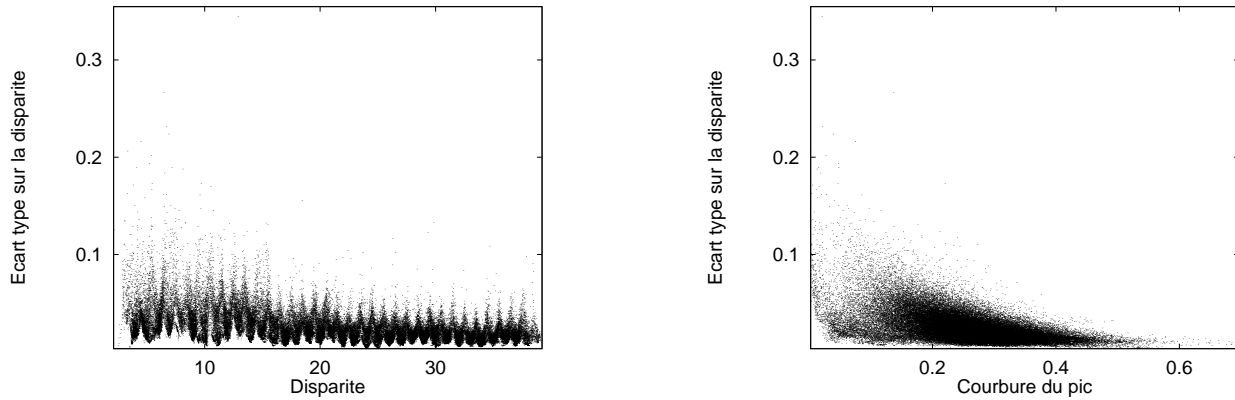 Ecart type sur la disparite
0.3
0.2
0.1
10 20 30
Disparite
Ecart type sur la disparite
0.3
0.2
0.1
0.2 0.4 0.6
Courbure du pic